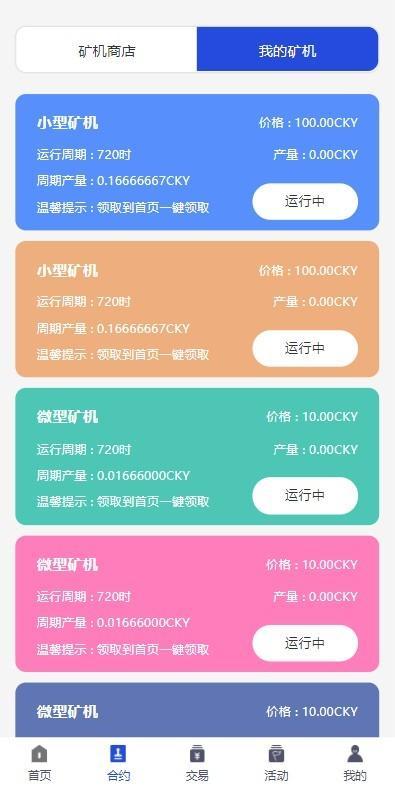 矿机商店 我的矿机
小型矿机 价格 : 100.00CKY
运行周期 : 720时 产量 : 0.00CKY
周期产量 : 0.16666667CKY
运行中
温馨提示 : 领取到首页一键领取
小型矿机 价格 : 100.00CKY
运行周期 : 720时 产量 : 0.00CKY
周期产量 : 0.16666667CKY
运行中
温馨提示 : 领取到首页一键领取
微型矿机 价格 : 10.00CKY
运行周期 : 720时 产量 : 0.00CKY
周期产量 : 0.01666000CKY
运行中
温馨提示 : 领取到首页一键领取
微型矿机 价格 : 10.00CKY
运行周期 : 720时 产量 : 0.00CKY
周期产量 : 0.01666000CKY
运行中
温馨提示 : 领取到首页一键领取
微型矿机 价格 : 10.00CKY
首页 合约 交易 活动 我的